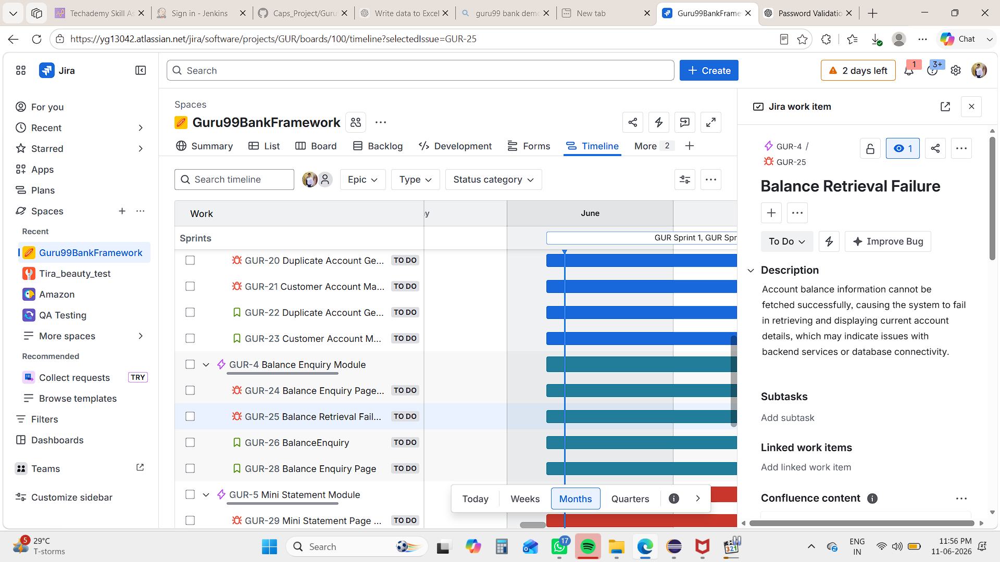 Techademy Skill As
Sign in - Jenkins
Caps_Project/Guru
Write data to Excel
guru99 bank demo
New tab
Guru99BankFrame
Password Validatio
https://yg13042.atlassian.net/jira/software/projects/GUR/boards/100/timeline?selectedIssue=GUR-25
Chat
Jira
Search
Create
2 days left
1
3+
For you
Recent
Starred
Apps
Plans
Spaces
Recent
Guru99BankFramework
Tira_beauty_test
Amazon
QA Testing
More spaces
Recommended
Collect requests
TRY
Browse templates
Filters
Dashboards
Teams
Customize sidebar
Spaces
Guru99BankFramework
Summary
List
Board
Backlog
Development
Forms
Timeline
More 2
Search timeline
Epic
Type
Status category
Work
y
June
Sprints
GUR Sprint 1, GUR Spr
GUR-20 Duplicate Account Ge... TO DO
GUR-21 Customer Account Ma... TO DO
GUR-22 Duplicate Account Ge... TO DO
GUR-23 Customer Account M... TO DO
GUR-4 Balance Enquiry Module
GUR-24 Balance Enquiry Page... TO DO
GUR-25 Balance Retrieval Fail... TO DO
GUR-26 BalanceEnquiry TO DO
GUR-28 Balance Enquiry Page TO DO
GUR-5 Mini Statement Module
GUR-29 Mini Statement Page ... TO DO
Today
Weeks
Months
Quarters
Jira work item
GUR-4 /
GUR-25
1
Balance Retrieval Failure
To Do
Improve Bug
Description
Account balance information cannot be
fetched successfully, causing the system to fail
in retrieving and displaying current account
details, which may indicate issues with
backend services or database connectivity.
Subtasks
Add subtask
Linked work items
Add linked work item
Confluence content
5
29°C
T-storms
Search
17
321
ENG
IN
11:56 PM
11-06-2026